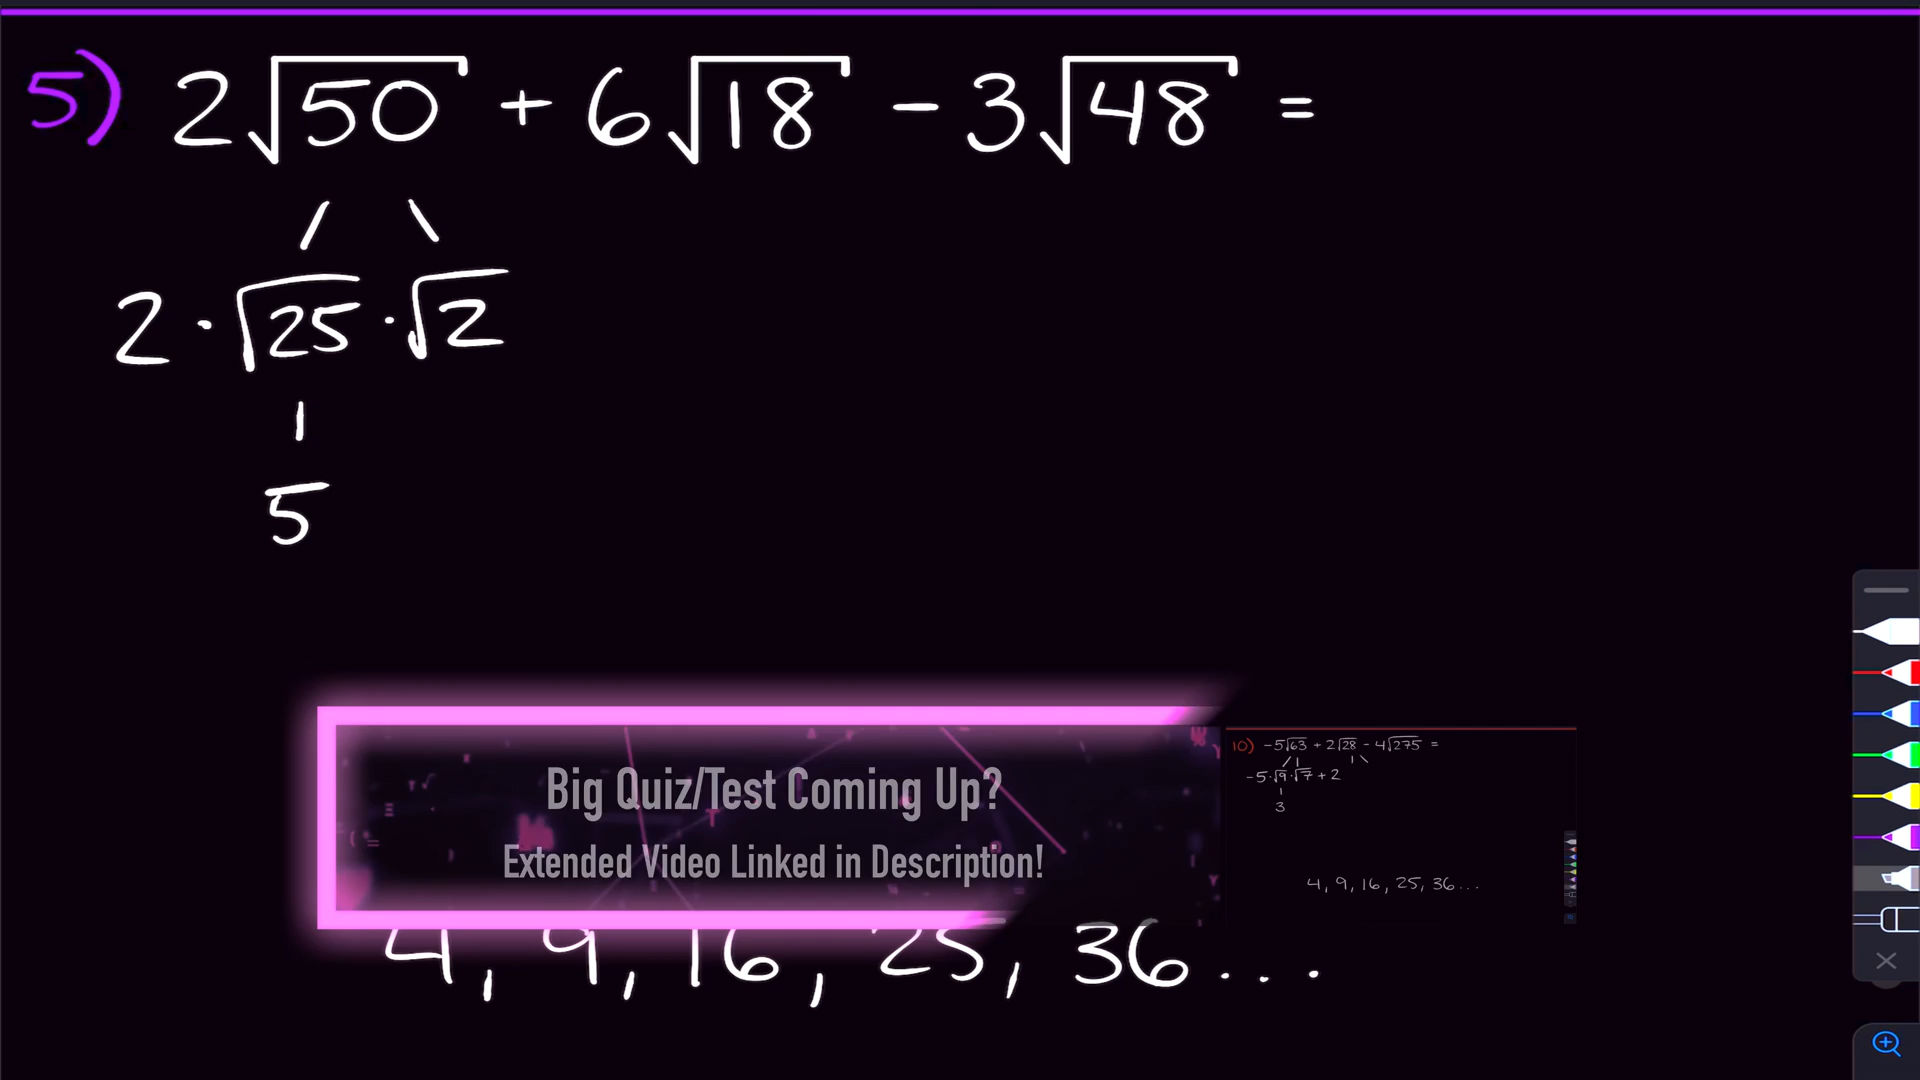 5) 2√50 + 6√18 - 3√48 =
/ \
2 · √25 · √2
|
5
Big Quiz/Test Coming Up?
Extended Video Linked in Description!
10) -5√63 + 2√28 - 4√275 =
-5·√9·√7 + 2
3
4, 9, 16, 25, 36...
4, 9, 16, 25, 36...